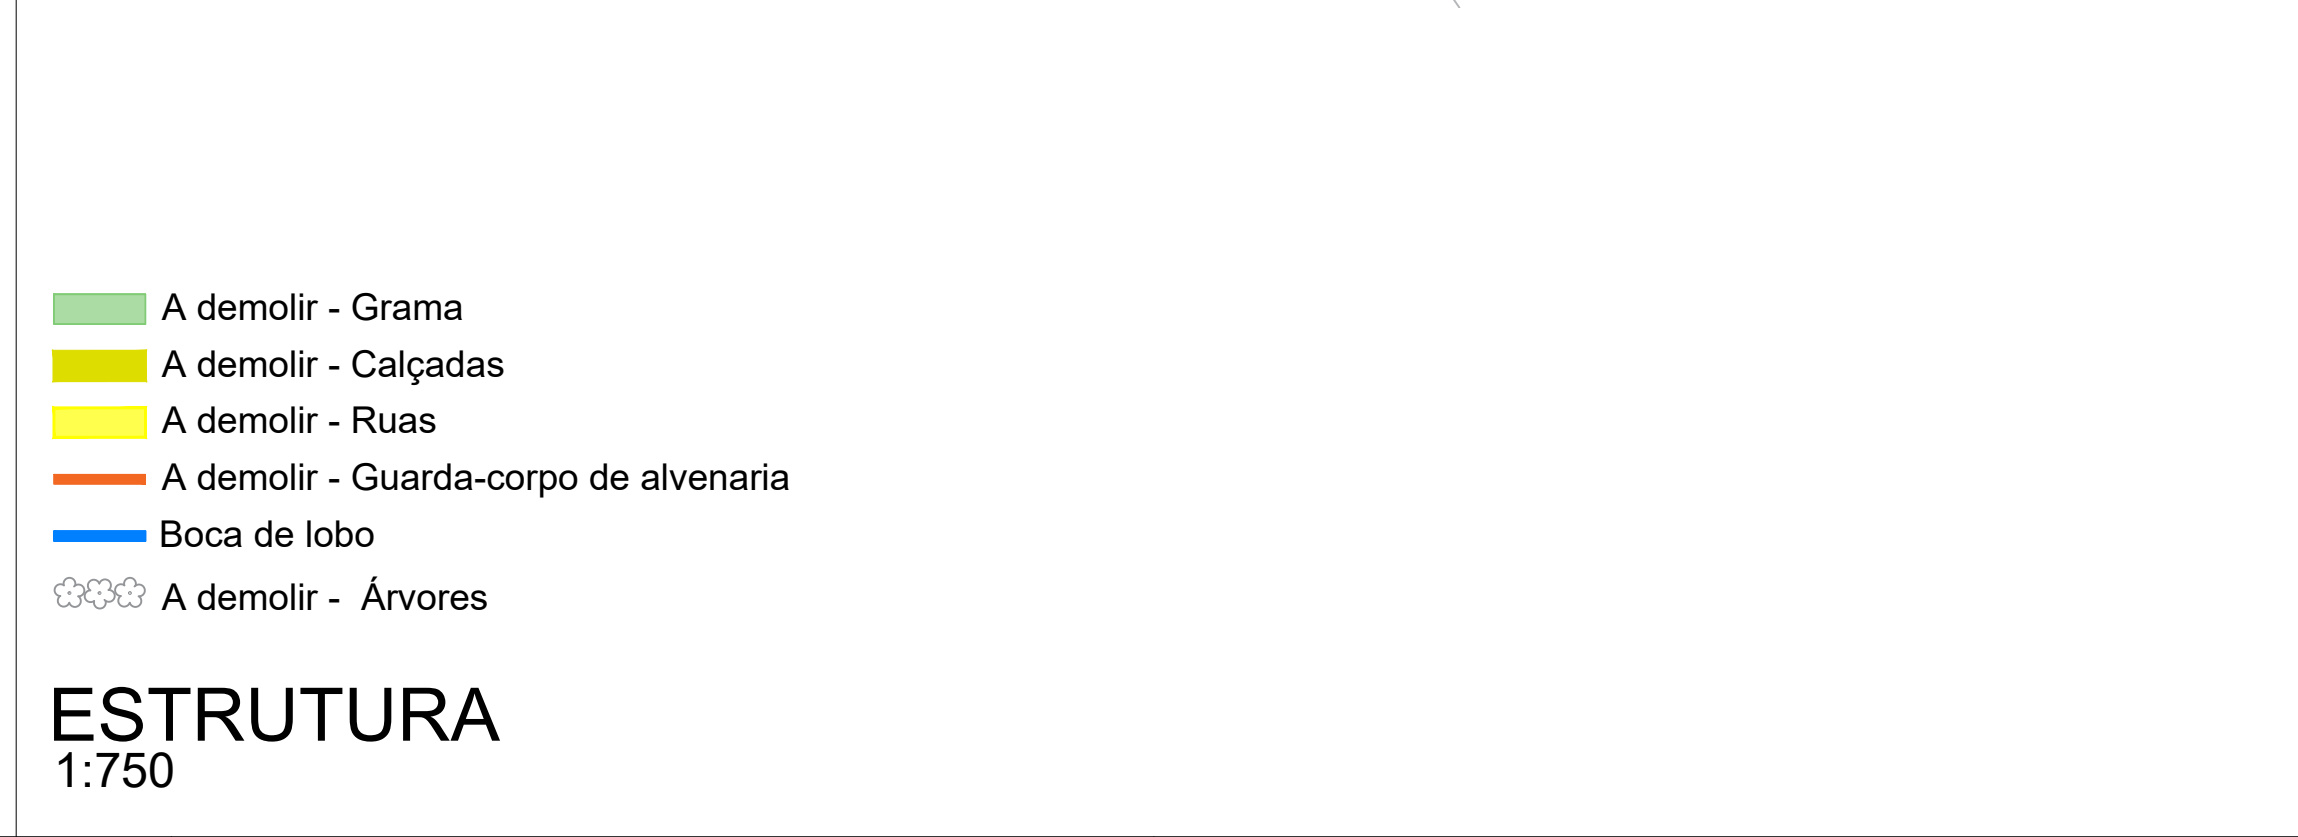 A demolir - Grama
A demolir - Calçadas
A demolir - Ruas
A demolir - Guarda-corpo de alvenaria
Boca de lobo
A demolir -  Árvores
ESTRUTURA
1:750